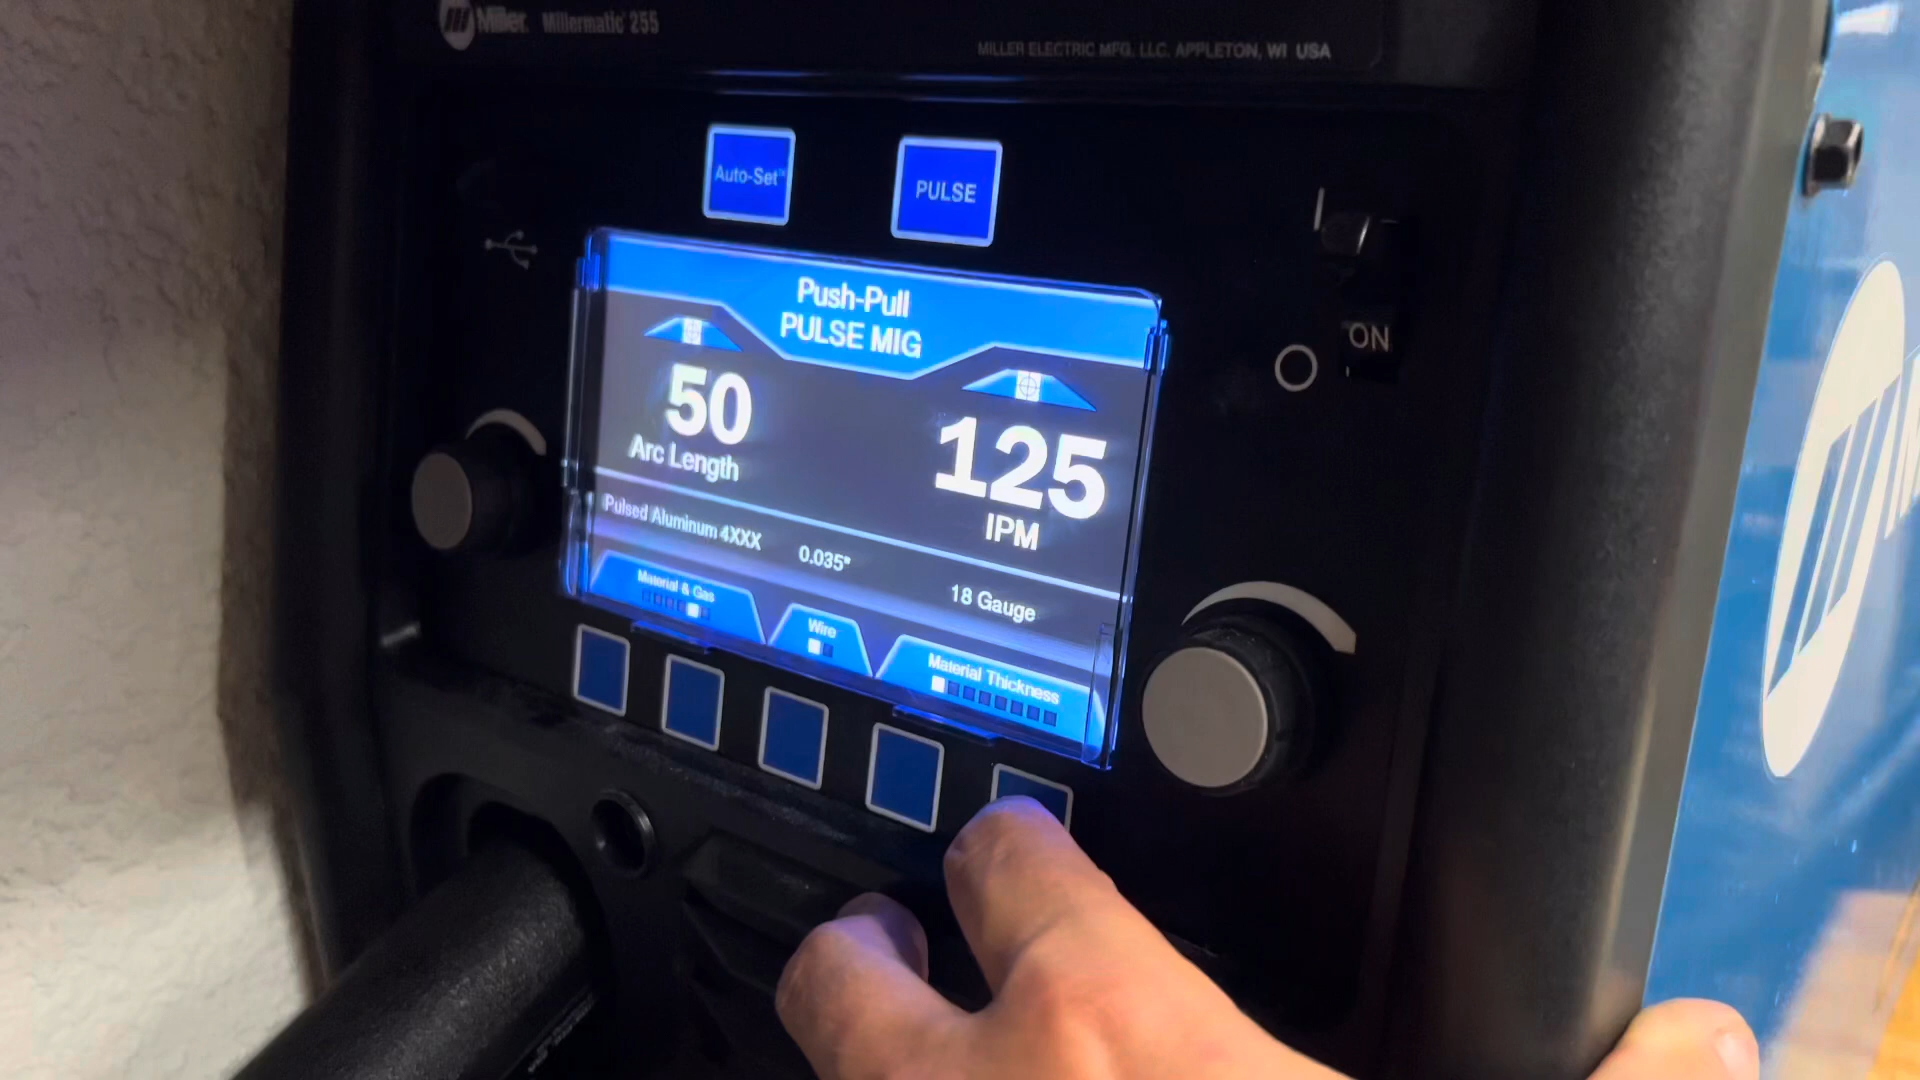 Miller. Millermatic® 255
MILLER ELECTRIC MFG. LLC. APPLETON, WI USA
Auto-Set™
PULSE
Push-Pull
PULSE MIG
50
Arc Length
125
IPM
ON
Pulsed Aluminum 4XXX 0.035" 18 Gauge
Material & Gas
Wire
Material Thickness